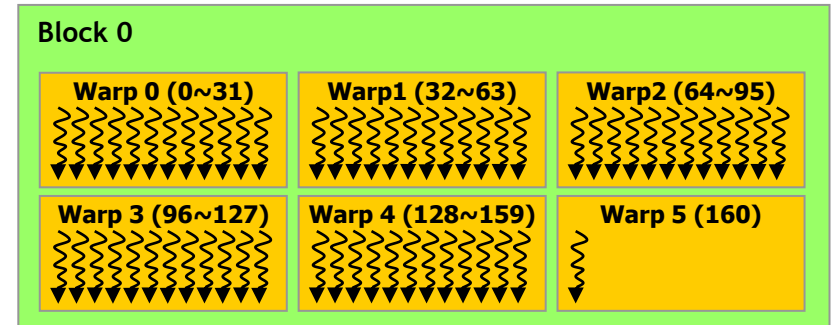 Block 0
Warp 0 (0~31)
Warp1 (32~63)
Warp2 (64~95)
Warp 3 (96~127)
Warp 4 (128~159)
Warp 5 (160)